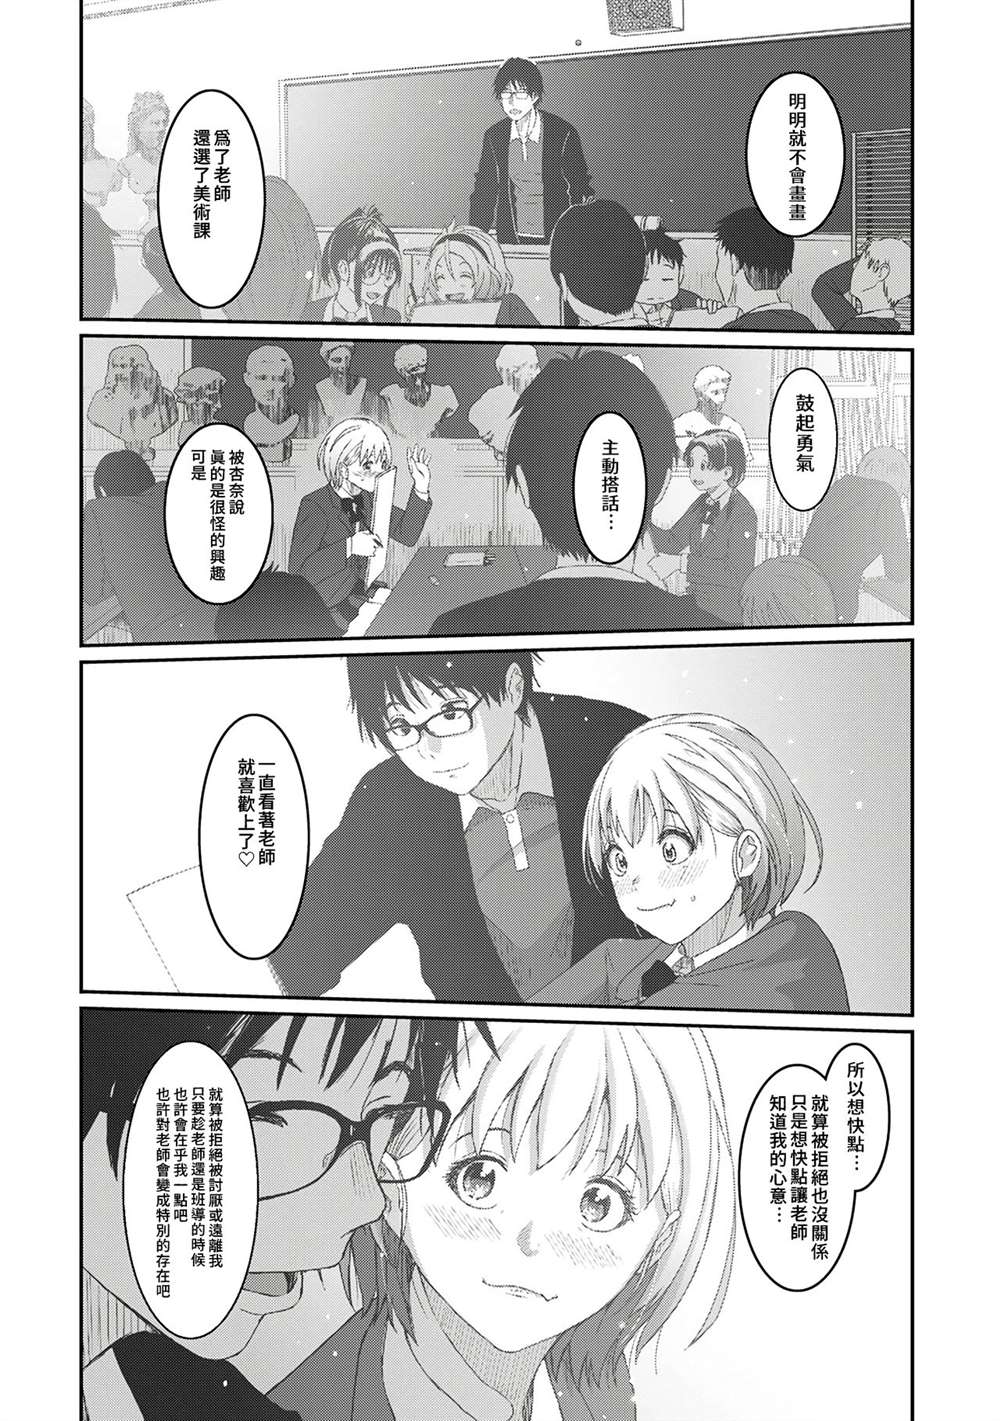 明明就不會畫畫
為了老師
還選了美術課
鼓起勇氣
主動搭話…
被杏奈說
真的是很怪的興趣
可是
一直看著老師
就喜歡上了♡
所以想快點…
就算被拒絕也沒關係
只是想快點讓老師
知道我的心意…
就算被拒絕被討厭或遠離我
只要趁老師還是班導的時候
也許會在乎我一點吧
也許對老師會變成特別的存在吧